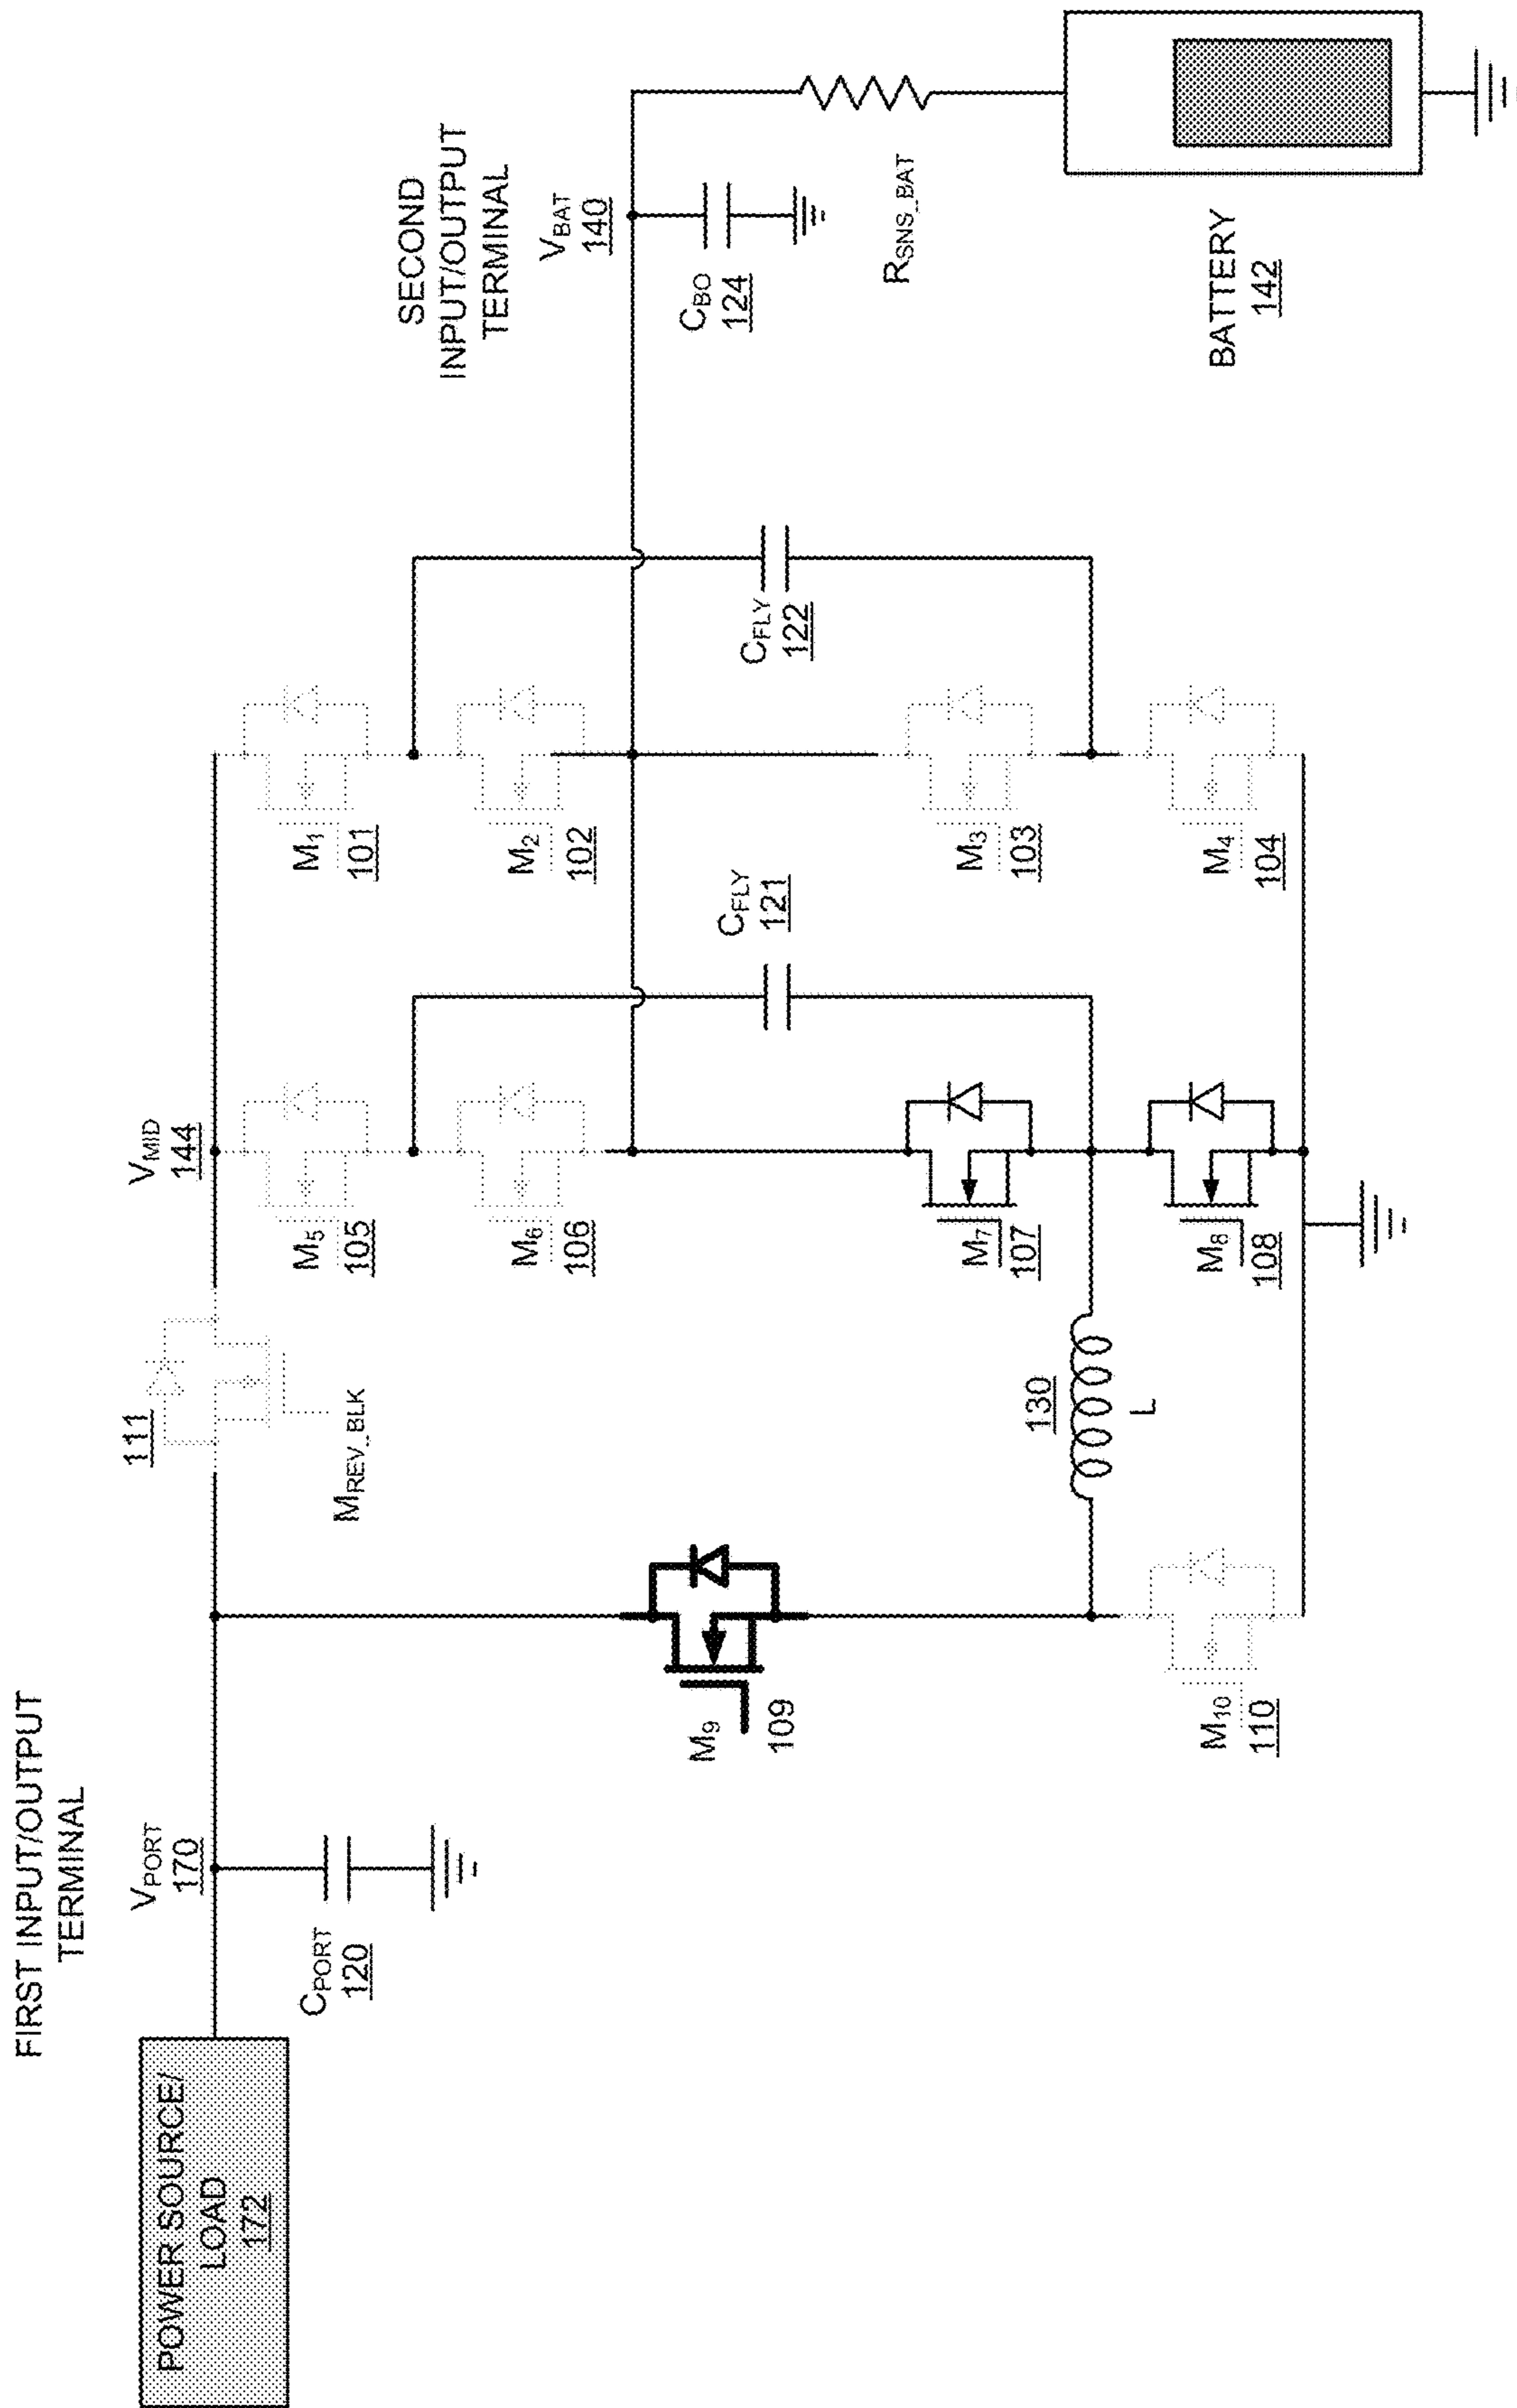 FIRST INPUT/OUTPUT
TERMINAL
POWER SOURCE/
LOAD
172
VPORT
170
CPORT
120
111
MREV_BLK
VMID
144
M9
109
M10
110
130
L
M5
105
M6
106
M7
107
M8
108
CFLY
121
M1
101
M2
102
M3
103
M4
104
CFLY
122
SECOND
INPUT/OUTPUT
TERMINAL
VBAT
140
CBO
124
RSNS_BAT
BATTERY
142